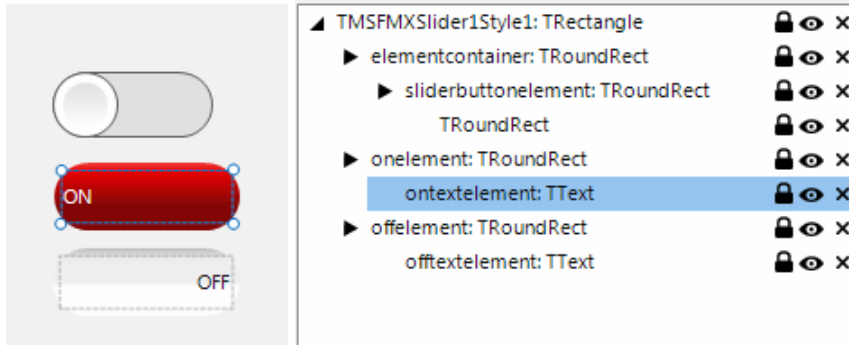 ON
OFF
TMSFMXSlider1Style1: TRectangle
elementcontainer: TRoundRect
sliderbuttonelement: TRoundRect
TRoundRect
onelement: TRoundRect
ontextelement: TText
offelement: TRoundRect
offtextelement: TText